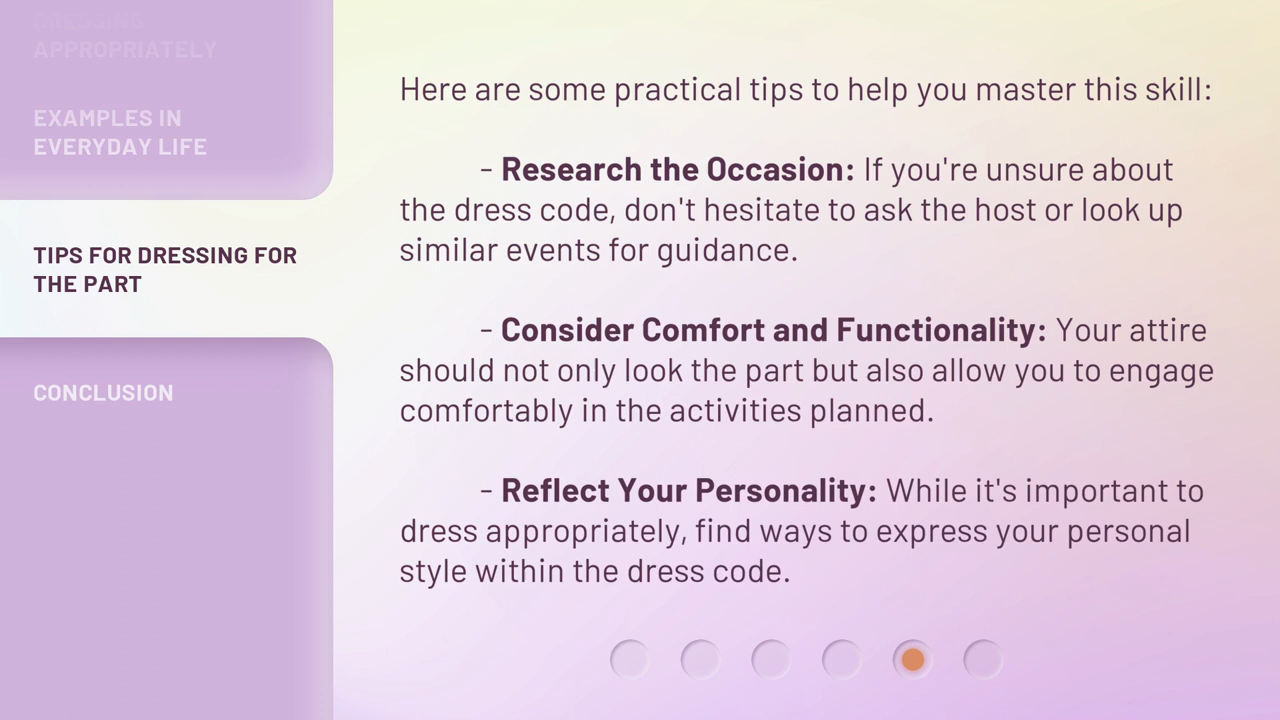 DRESSING
APPROPRIATELY
EXAMPLES IN
EVERYDAY LIFE
TIPS FOR DRESSING FOR
THE PART
CONCLUSION
Here are some practical tips to help you master this skill:
- Research the Occasion: If you're unsure about
the dress code, don't hesitate to ask the host or look up
similar events for guidance.
- Consider Comfort and Functionality: Your attire
should not only look the part but also allow you to engage
comfortably in the activities planned.
- Reflect Your Personality: While it's important to
dress appropriately, find ways to express your personal
style within the dress code.